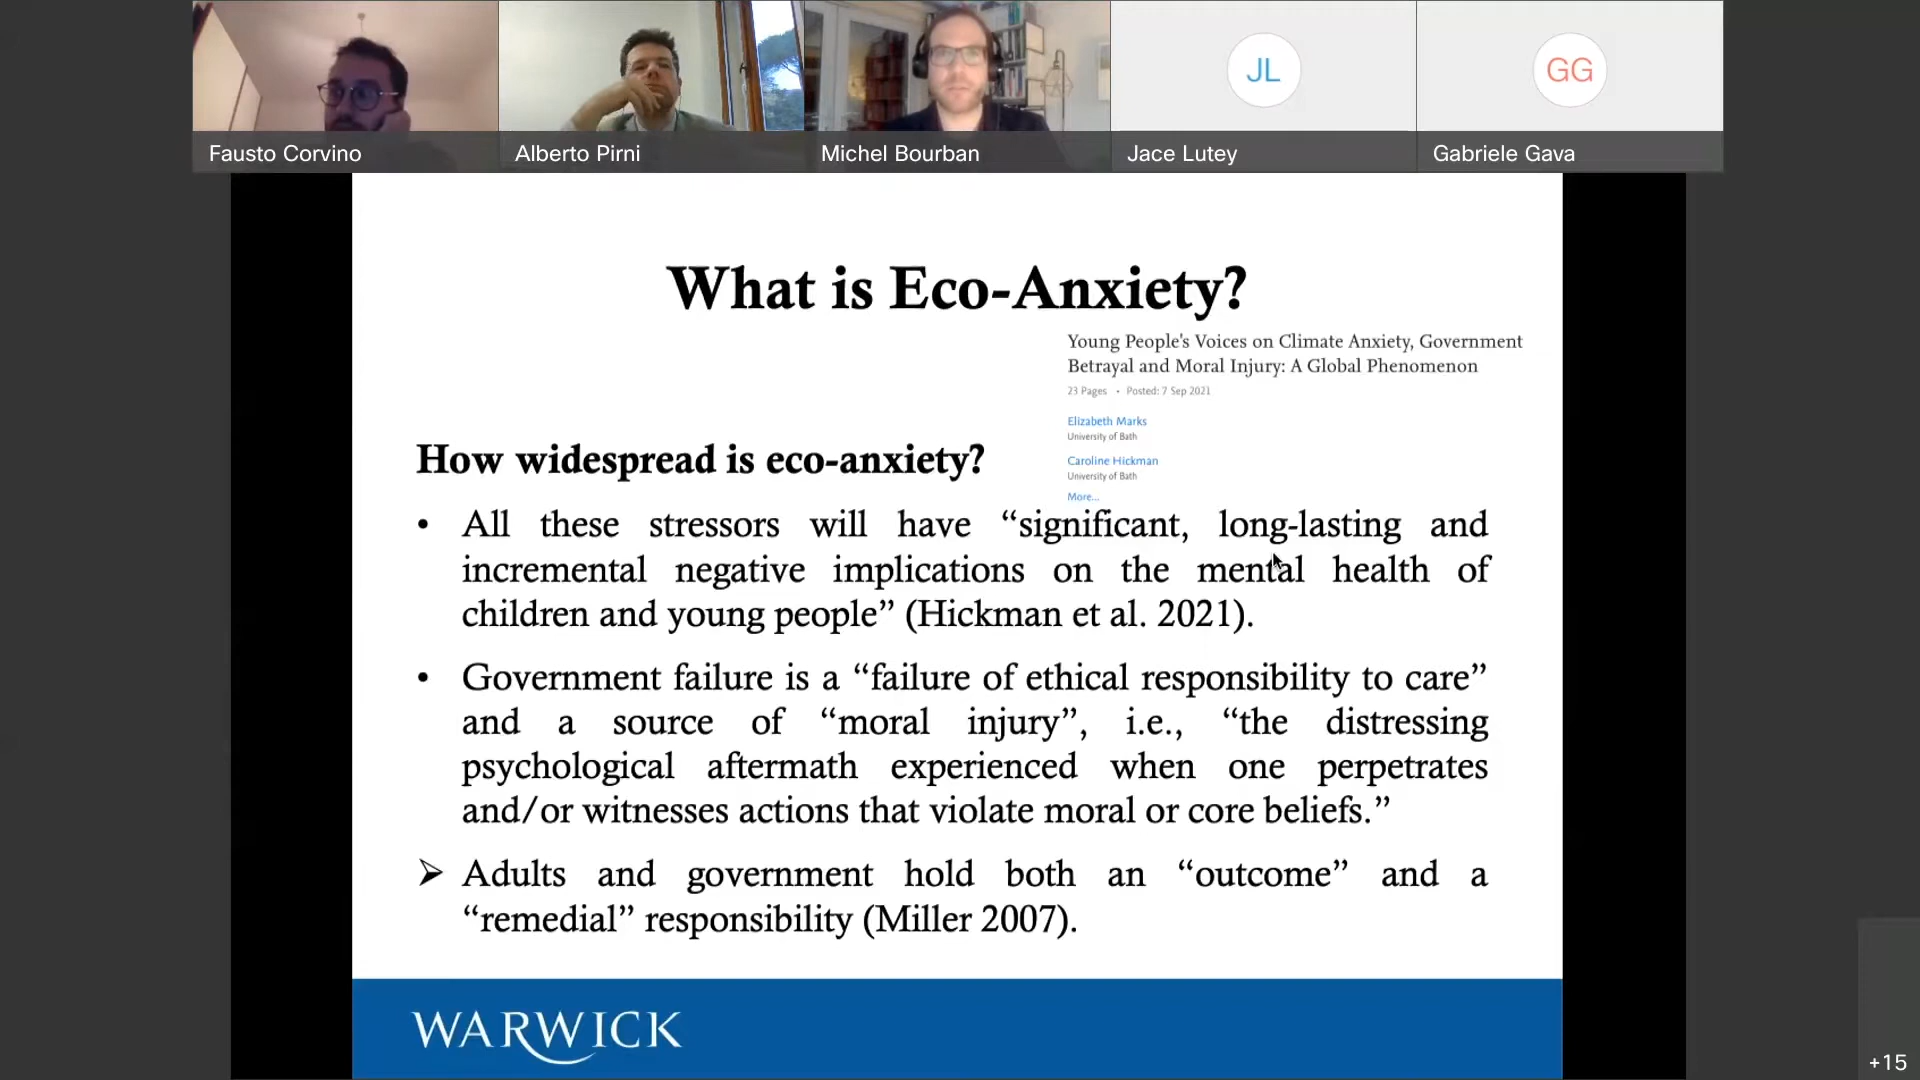 Fausto Corvino
Alberto Pirni
Michel Bourban
JL
Jace Lutey
GG
Gabriele Gava
What is Eco-Anxiety?
Young People's Voices on Climate Anxiety, Government
Betrayal and Moral Injury: A Global Phenomenon
23 Pages • Posted: 7 Sep 2021
Elizabeth Marks
University of Bath
Caroline Hickman
University of Bath
More...
How widespread is eco-anxiety?
• All these stressors will have “significant, long-lasting and
incremental negative implications on the mental health of
children and young people” (Hickman et al. 2021).
• Government failure is a “failure of ethical responsibility to care”
and a source of “moral injury”, i.e., “the distressing
psychological aftermath experienced when one perpetrates
and/or witnesses actions that violate moral or core beliefs.”
➢ Adults and government hold both an “outcome” and a
“remedial” responsibility (Miller 2007).
WARWICK
+15